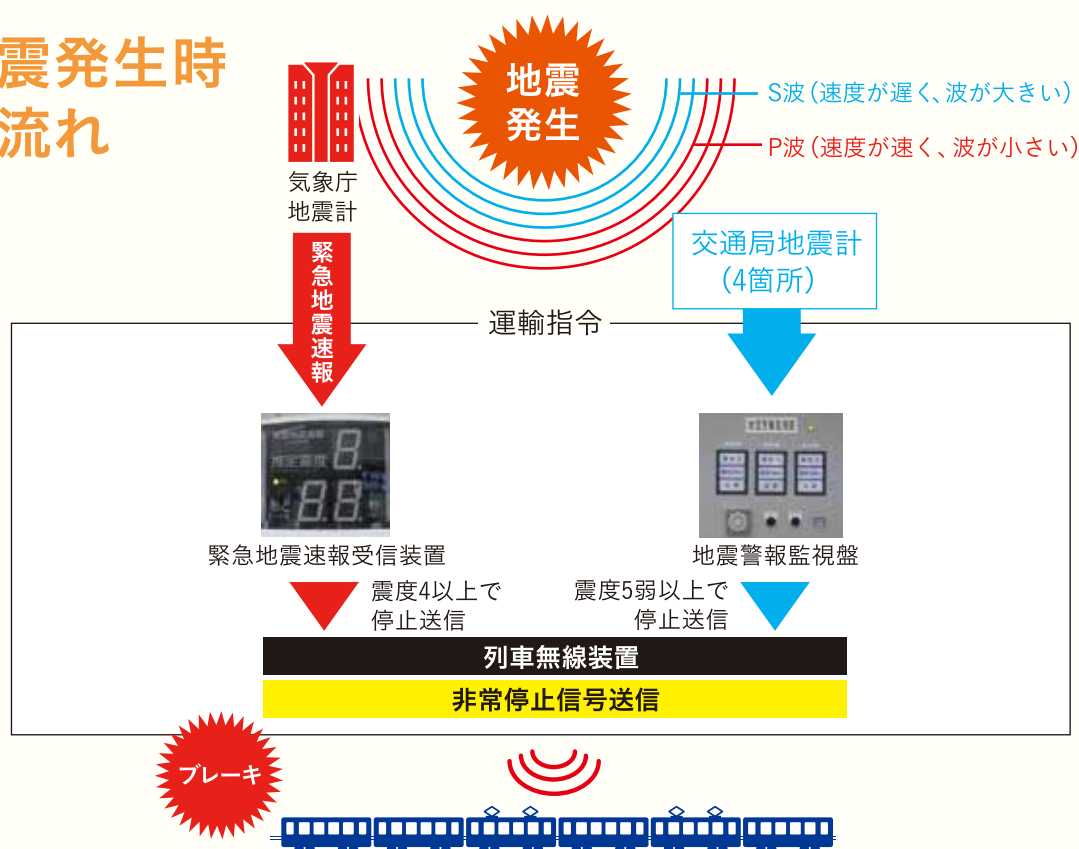 震発生時
流れ
地震
発生
S波（速度が遅く、波が大きい）
P波（速度が速く、波が小さい）
気象庁
地震計
緊急地震速報
交通局地震計
（4箇所）
運輸指令
緊急地震速報受信装置
地震警報監視盤
震度4以上で
停止送信
震度5弱以上で
停止送信
列車無線装置
非常停止信号送信
ブレーキ